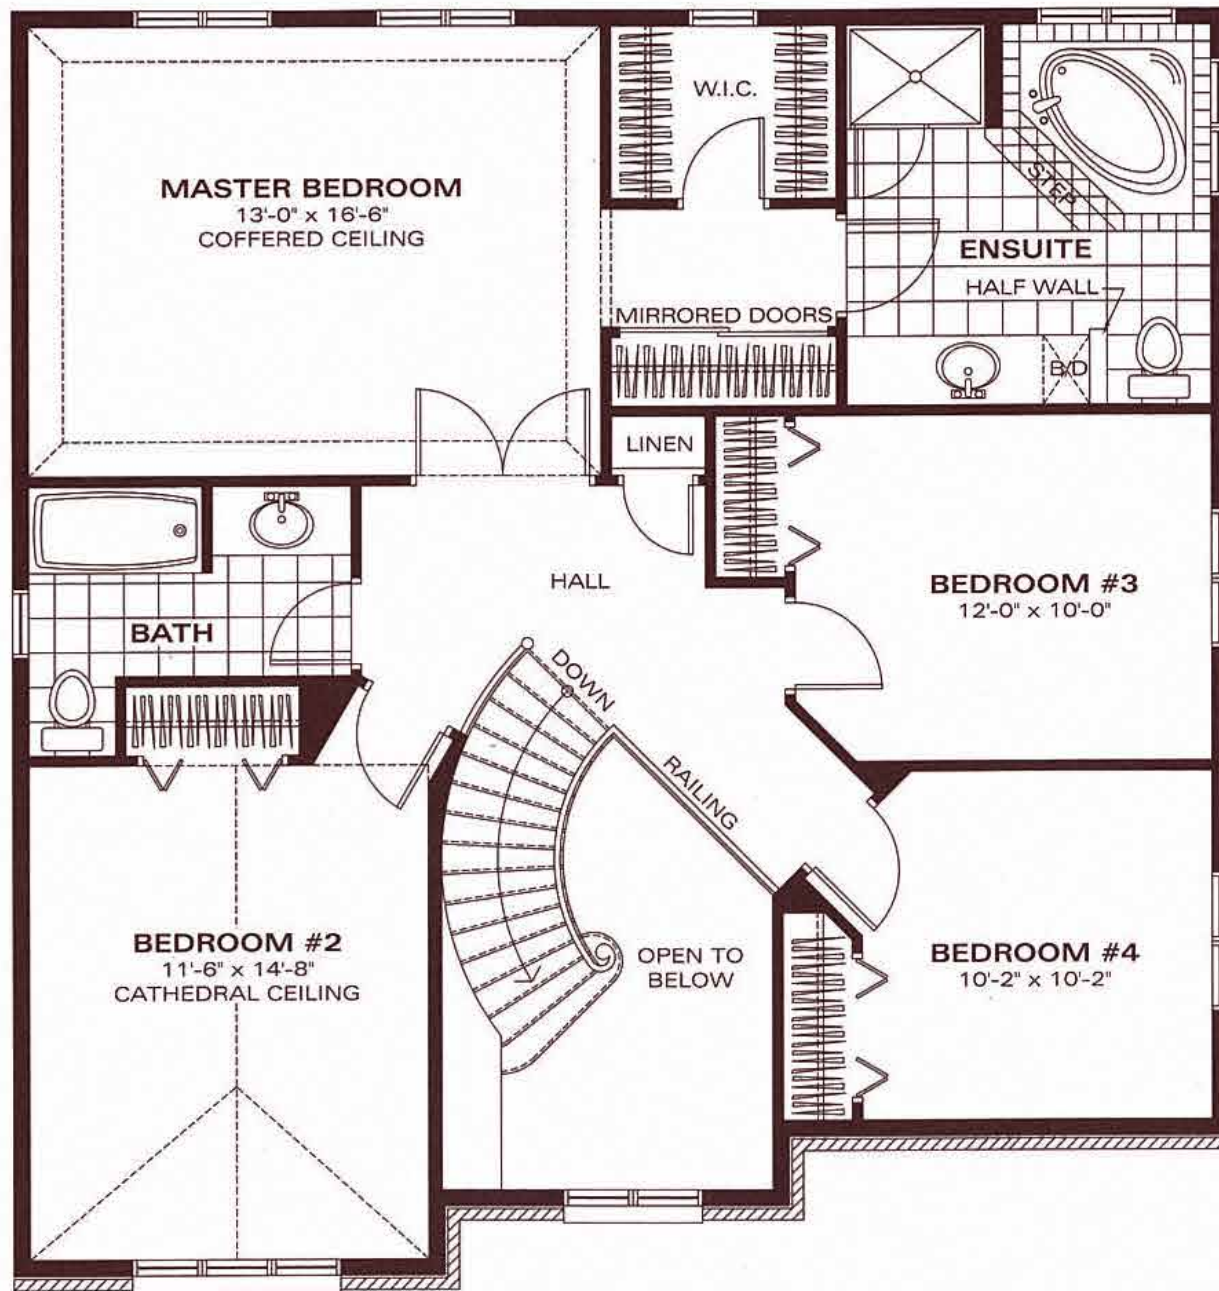 W.I.C.
MASTER BEDROOM
13'-0" x 16'-6"
COFFERED CEILING
STEP
ENSUITE
HALF WALL
MIRRORED DOORS
B/D
LINEN
HALL
BEDROOM #3
12'-0" x 10'-0"
BATH
DOWN
RAILING
BEDROOM #2
11'-6" x 14'-8"
CATHEDRAL CEILING
OPEN TO
BELOW
BEDROOM #4
10'-2" x 10'-2"